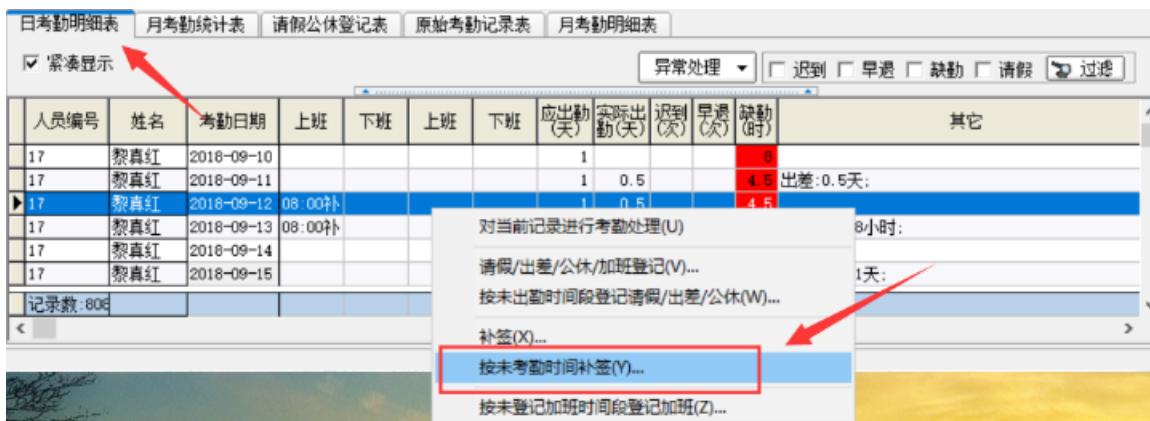 日考勤明细表 月考勤统计表 请假公休登记表 原始考勤记录表 月考勤明细表
紧凑显示 异常处理 迟到 早退 缺勤 请假 过滤
人员编号 姓名 考勤日期 上班 下班 上班 下班 应出勤(天) 实际出勤(天) 迟到(次) 早退(次) 缺勤(时) 其它
17 黎真红 2018-09-10 1 8
17 黎真红 2018-09-11 1 0.5 4.5 出差:0.5天;
17 黎真红 2018-09-12 08:00补 1 0.5 4.5
17 黎真红 2018-09-13 08:00补 8小时;
17 黎真红 2018-09-14
17 黎真红 2018-09-15 1天;
记录数:808
对当前记录进行考勤处理(U)
请假/出差/公休/加班登记(V)...
按未出勤时间段登记请假/出差/公休(W)...
补签(X)...
按未考勤时间补签(Y)...
按未登记加班时间段登记加班(Z)...